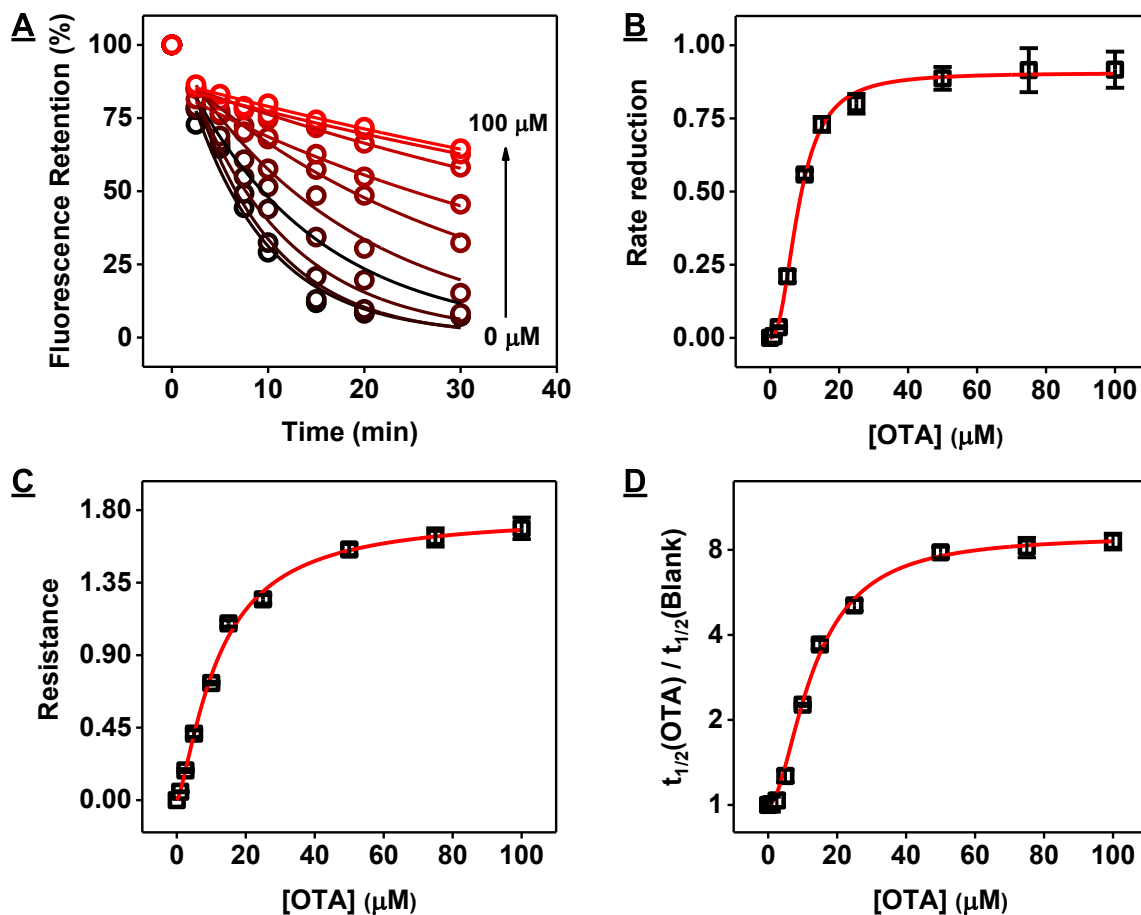 A
Fluorescence Retention (%)
100
75
50
25
0
100 μM
0 μM
0 10 20 30 40
Time (min)
B
Rate reduction
1.00
0.75
0.50
0.25
0.00
0 20 40 60 80 100
[OTA] (μM)
C
Resistance
1.80
1.35
0.90
0.45
0.00
0 20 40 60 80 100
[OTA] (μM)
D
t1/2(OTA) / t1/2(Blank)
8
4
2
1
0 20 40 60 80 100
[OTA] (μM)